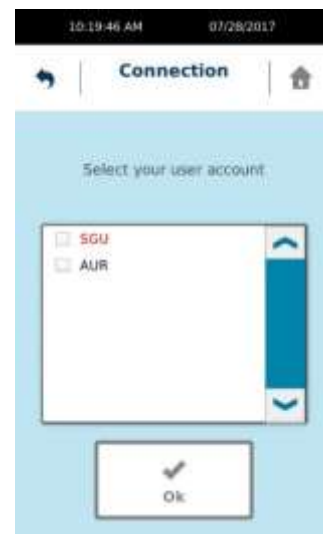 10:19:46 AM 07/28/2017
Connection
Select your user account
SGU
AUR
Ok